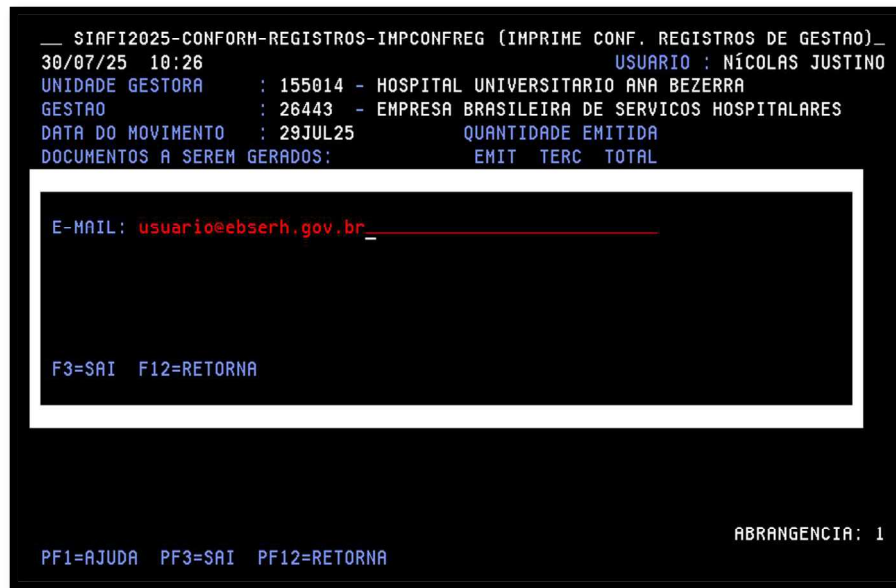 __ SIAFI2025-CONFORM-REGISTROS-IMPCONFREG (IMPRIME CONF. REGISTROS DE GESTAO)_
30/07/25 10:26 USUARIO : NíCOLAS JUSTINO
UNIDADE GESTORA : 155014 - HOSPITAL UNIVERSITARIO ANA BEZERRA
GESTAO : 26443 - EMPRESA BRASILEIRA DE SERVICOS HOSPITALARES
DATA DO MOVIMENTO : 29JUL25 QUANTIDADE EMITIDA
DOCUMENTOS A SEREM GERADOS: EMIT TERC TOTAL
E-MAIL: usuario@ebserh.gov.br
F3=SAI F12=RETORNA
ABRANGENCIA: 1
PF1=AJUDA PF3=SAI PF12=RETORNA